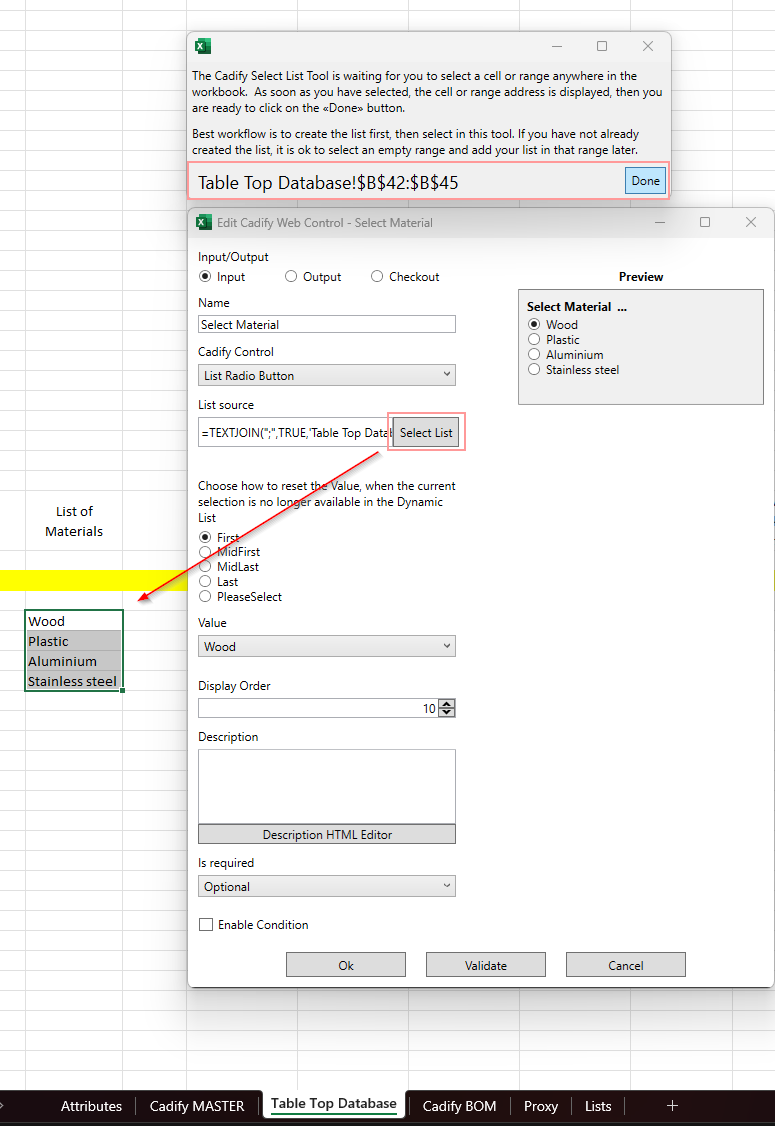 The Cadify Select List Tool is waiting for you to select a cell or range anywhere in the
workbook.  As soon as you have selected, the cell or range address is displayed, then you
are ready to click on the «Done» button.
Best workflow is to create the list first, then select in this tool. If you have not already
created the list, it is ok to select an empty range and add your list in that range later.
Table Top Database!$B$42:$B$45
Done
Edit Cadify Web Control - Select Material
Input/Output
Input
Output
Checkout
Name
Select Material
Cadify Control
List Radio Button
List source
=TEXTJOIN(";",TRUE,'Table Top Datab
Select List
Choose how to reset the Value, when the current
selection is no longer available in the Dynamic
List
First
MidFirst
MidLast
Last
PleaseSelect
Value
Wood
Display Order
10
Description
Description HTML Editor
Is required
Optional
Enable Condition
Ok
Validate
Cancel
Preview
Select Material ...
Wood
Plastic
Aluminium
Stainless steel
List of
Materials
Wood
Plastic
Aluminium
Stainless steel
Attributes
Cadify MASTER
Table Top Database
Cadify BOM
Proxy
Lists